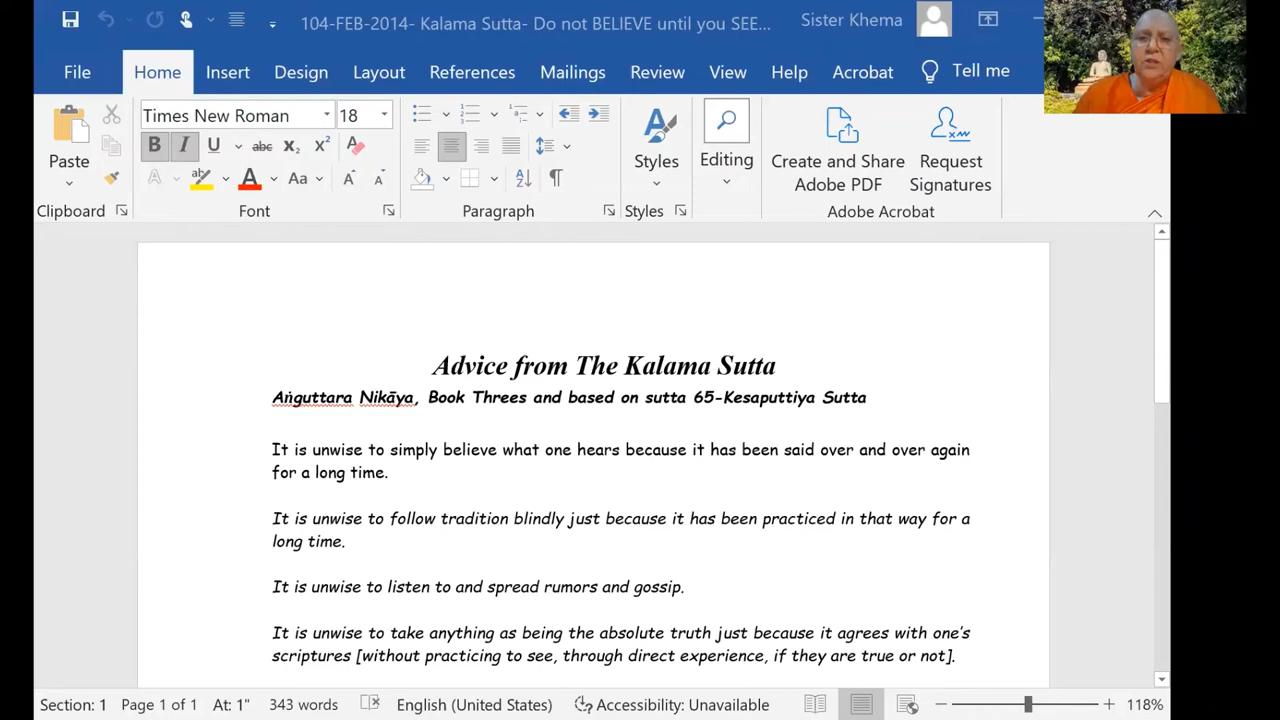 104-FEB-2014- Kalama Sutta- Do not BELIEVE until you SEE...
Sister Khema
File Home Insert Design Layout References Mailings Review View Help Acrobat Tell me
Times New Roman 18
Paste
B I U abc x₂ x²
A A Aa A A
Styles
Editing
Create and Share
Adobe PDF
Request
Signatures
Clipboard Font Paragraph Styles Adobe Acrobat
Advice from The Kalama Sutta
Aṅguttara Nikāya, Book Threes and based on sutta 65-Kesaputtiya Sutta
It is unwise to simply believe what one hears because it has been said over and over again
for a long time.
It is unwise to follow tradition blindly just because it has been practiced in that way for a
long time.
It is unwise to listen to and spread rumors and gossip.
It is unwise to take anything as being the absolute truth just because it agrees with one's
scriptures [without practicing to see, through direct experience, if they are true or not].
Section: 1 Page 1 of 1 At: 1" 343 words English (United States) Accessibility: Unavailable 118%